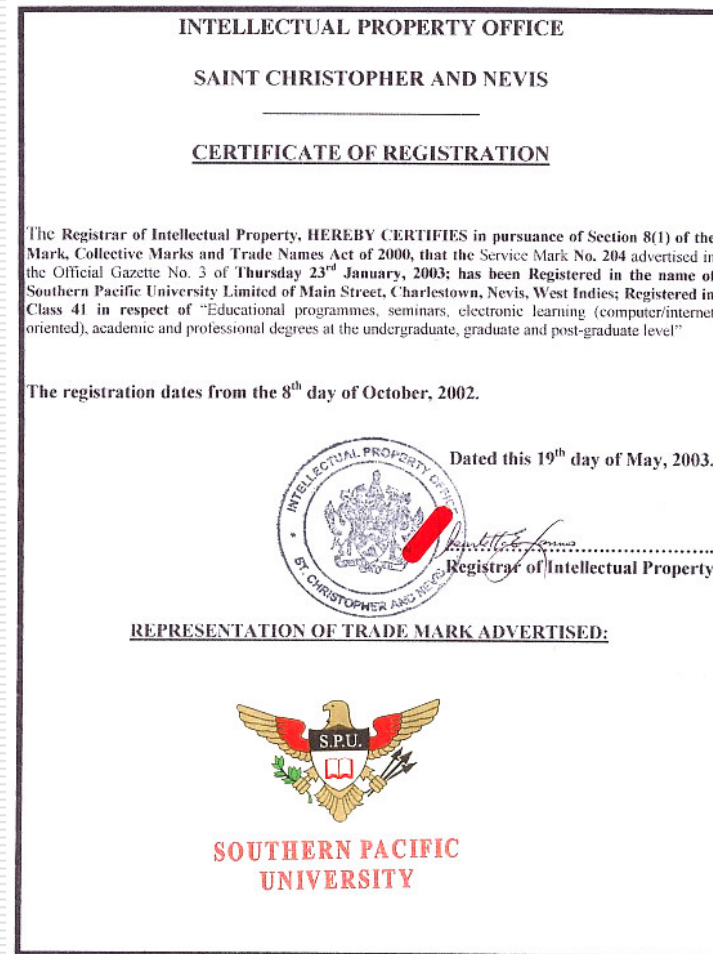 INTELLECTUAL PROPERTY OFFICE
SAINT CHRISTOPHER AND NEVIS
CERTIFICATE OF REGISTRATION
The Registrar of Intellectual Property, HEREBY CERTIFIES in pursuance of Section 8(1) of the
Mark, Collective Marks and Trade Names Act of 2000, that the Service Mark No. 204 advertised in
the Official Gazette No. 3 of Thursday 23rd January, 2003; has been Registered in the name of
Southern Pacific University Limited of Main Street, Charlestown, Nevis, West Indies; Registered in
Class 41 in respect of “Educational programmes, seminars, electronic learning (computer/internet
oriented), academic and professional degrees at the undergraduate, graduate and post-graduate level”
The registration dates from the 8th day of October, 2002.
Dated this 19th day of May, 2003.
INTELLECTUAL PROPERTY OFFICE
ST. CHRISTOPHER AND NEVIS
Registrar of Intellectual Property
REPRESENTATION OF TRADE MARK ADVERTISED:
S.P.U.
SOUTHERN PACIFIC
UNIVERSITY